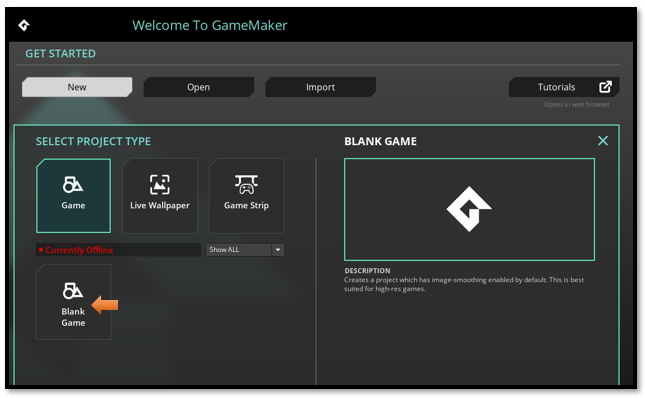 Welcome To GameMaker
GET STARTED
New
Open
Import
Tutorials
Opens in web browser
SELECT PROJECT TYPE
BLANK GAME
Game
Live Wallpaper
Game Strip
Currently Offline
Show ALL
Blank
Game
DESCRIPTION
Creates a project which has image-smoothing enabled by default. This is best
suited for high-res games.